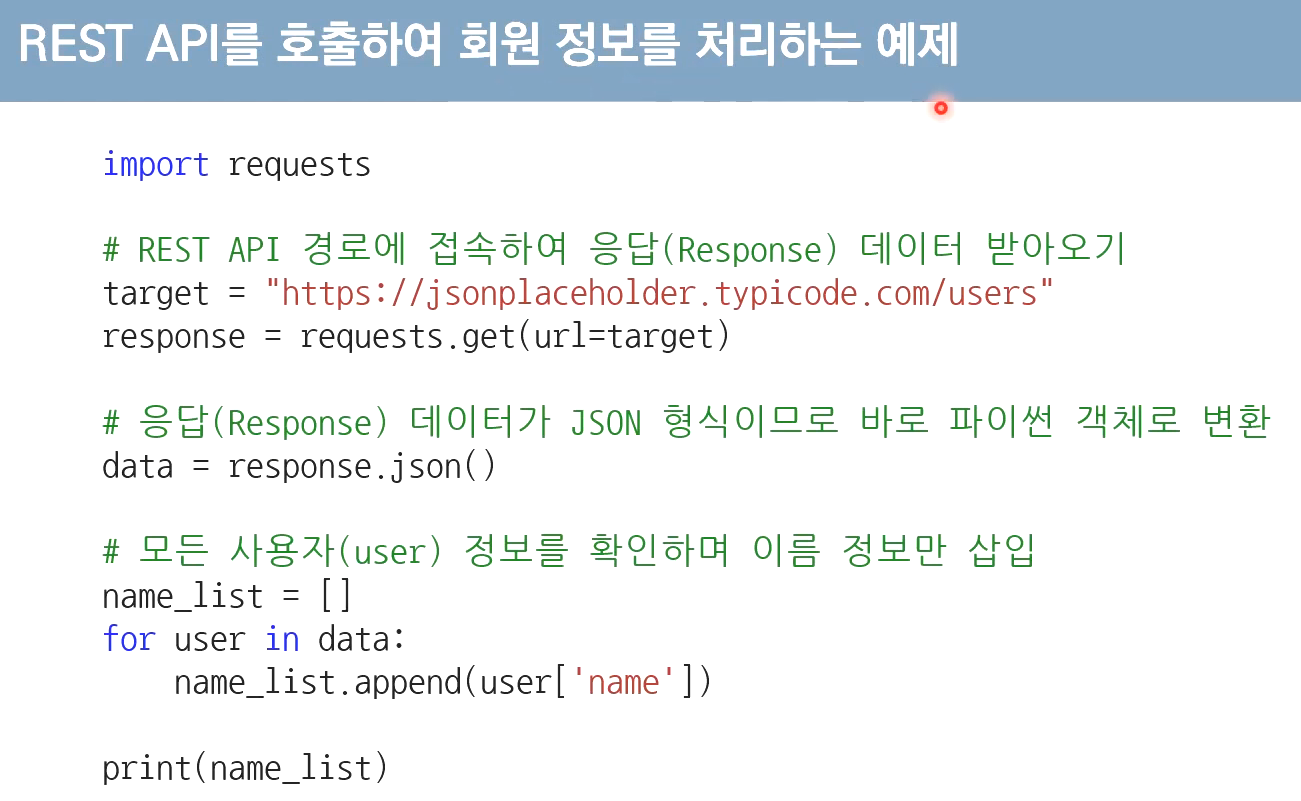 REST API를 호출하여 회원 정보를 처리하는 예제
import requests
# REST API 경로에 접속하여 응답(Response) 데이터 받아오기
target = "https://jsonplaceholder.typicode.com/users"
response = requests.get(url=target)
# 응답(Response) 데이터가 JSON 형식이므로 바로 파이썬 객체로 변환
data = response.json()
# 모든 사용자(user) 정보를 확인하며 이름 정보만 삽입
name_list = []
for user in data:
    name_list.append(user['name'])
print(name_list)